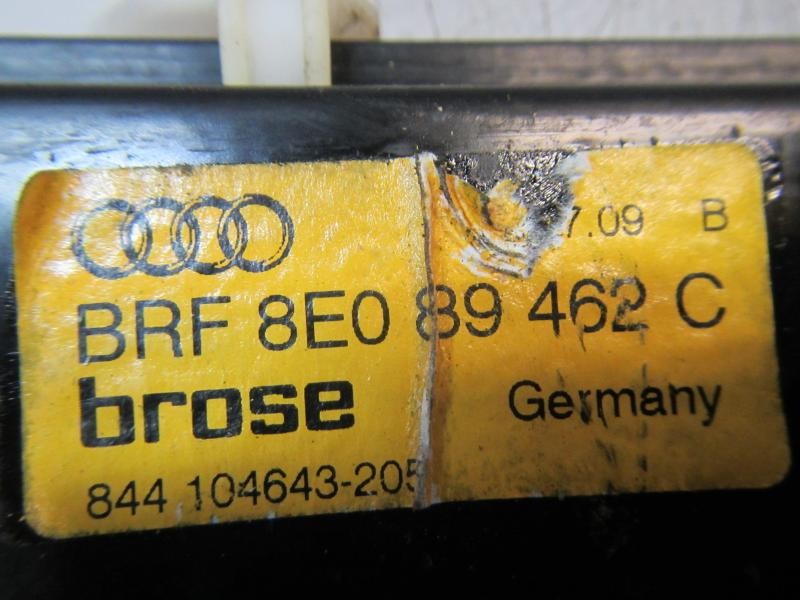 7.09 B
BRF 8E0 89 462 C
brose Germany
844 104643-205